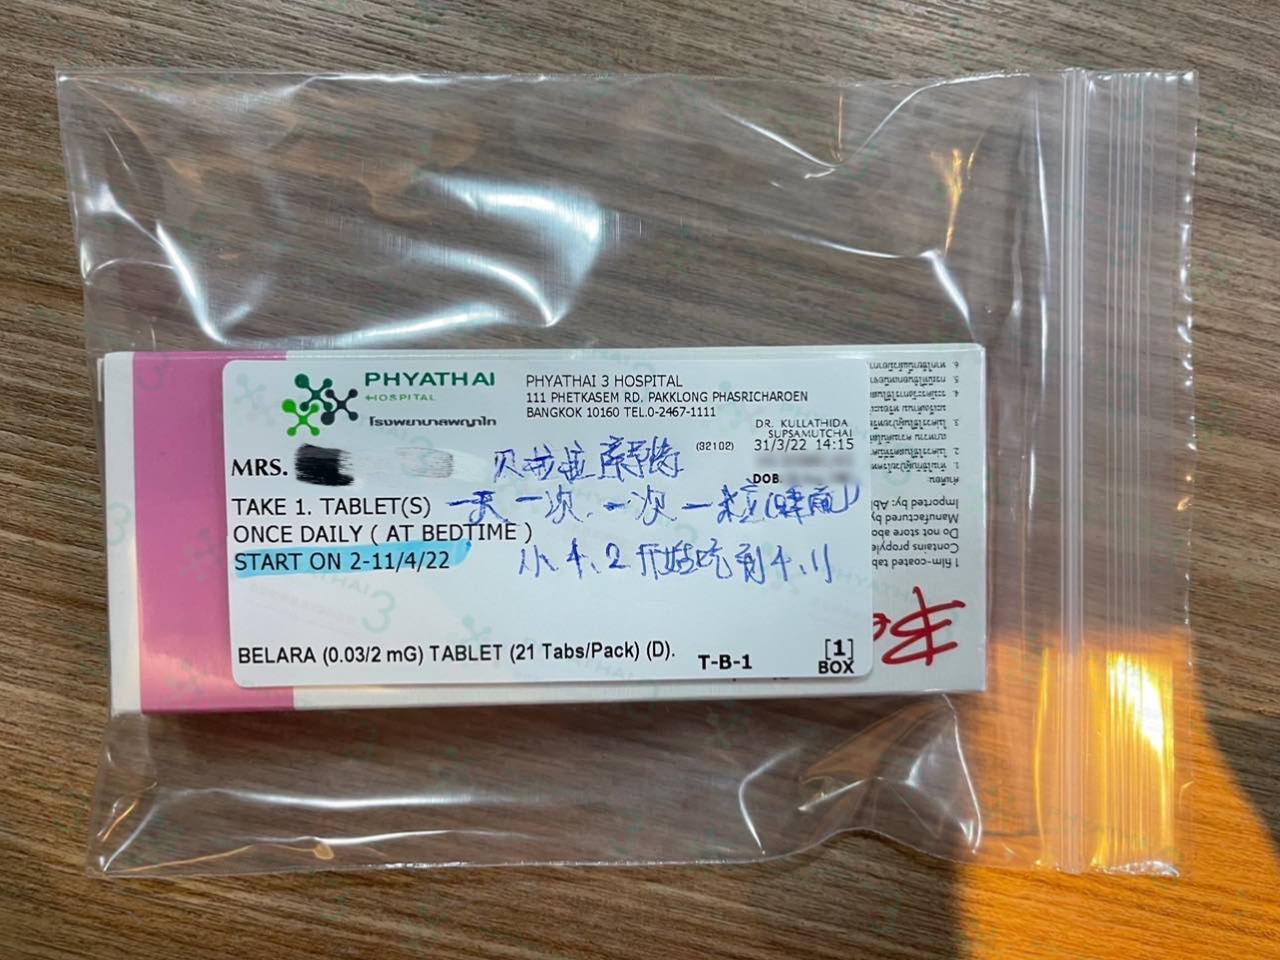 PHYATHAI
HOSPITAL
โรงพยาบาลพญาไท
PHYATHAI 3 HOSPITAL
111 PHETKASEM RD. PAKKLONG PHASRICHAROEN
BANGKOK 10160 TEL.0-2467-1111
DR. KULLATHIDA
SUPSAMUTCHAI
(82102) 31/3/22 14:15
MRS.
贝拉拉
DOB
TAKE 1. TABLET(S) 一天一次.一次一粒(睡前)
ONCE DAILY ( AT BEDTIME )
START ON 2-11/4/22
从4.2开始吃到4.11
BELARA (0.03/2 mG) TABLET (21 Tabs/Pack) (D).
T-B-1
[1]
BOX
1 film-coated tab
Contains propyle
Do not store abo
Manufactured by
Imported by: Abl